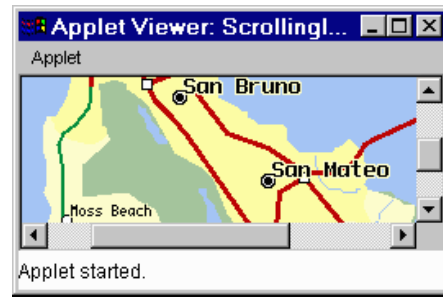 Applet Viewer: ScrollingI...
Applet
San Bruno
San Mateo
Moss Beach
Applet started.